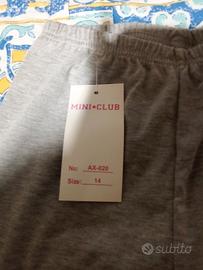 MINI★CLUB
No: AX-020
Size: 14
subito